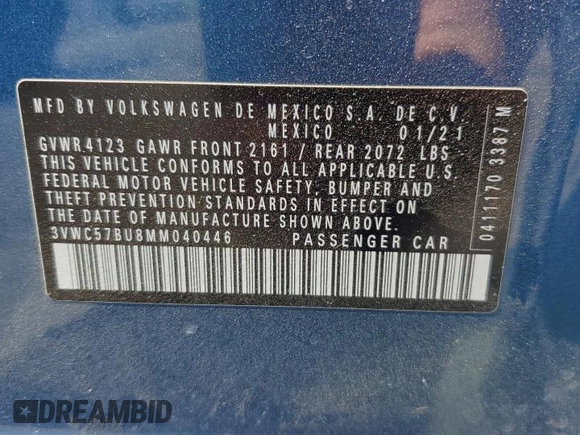 MFD BY VOLKSWAGEN DE MEXICO S.A. DE C.V.
MEXICO 01/21
GVWR 4123 GAWR FRONT 2161 / REAR 2072 LBS
THIS VEHICLE CONFORMS TO ALL APPLICABLE U.S.
FEDERAL MOTOR VEHICLE SAFETY, BUMPER AND
THEFT PREVENTION STANDARDS IN EFFECT ON
THE DATE OF MANUFACTURE SHOWN ABOVE.
3VWC57BU8MM040446 PASSENGER CAR
0411170 3387 M
DREAMBID